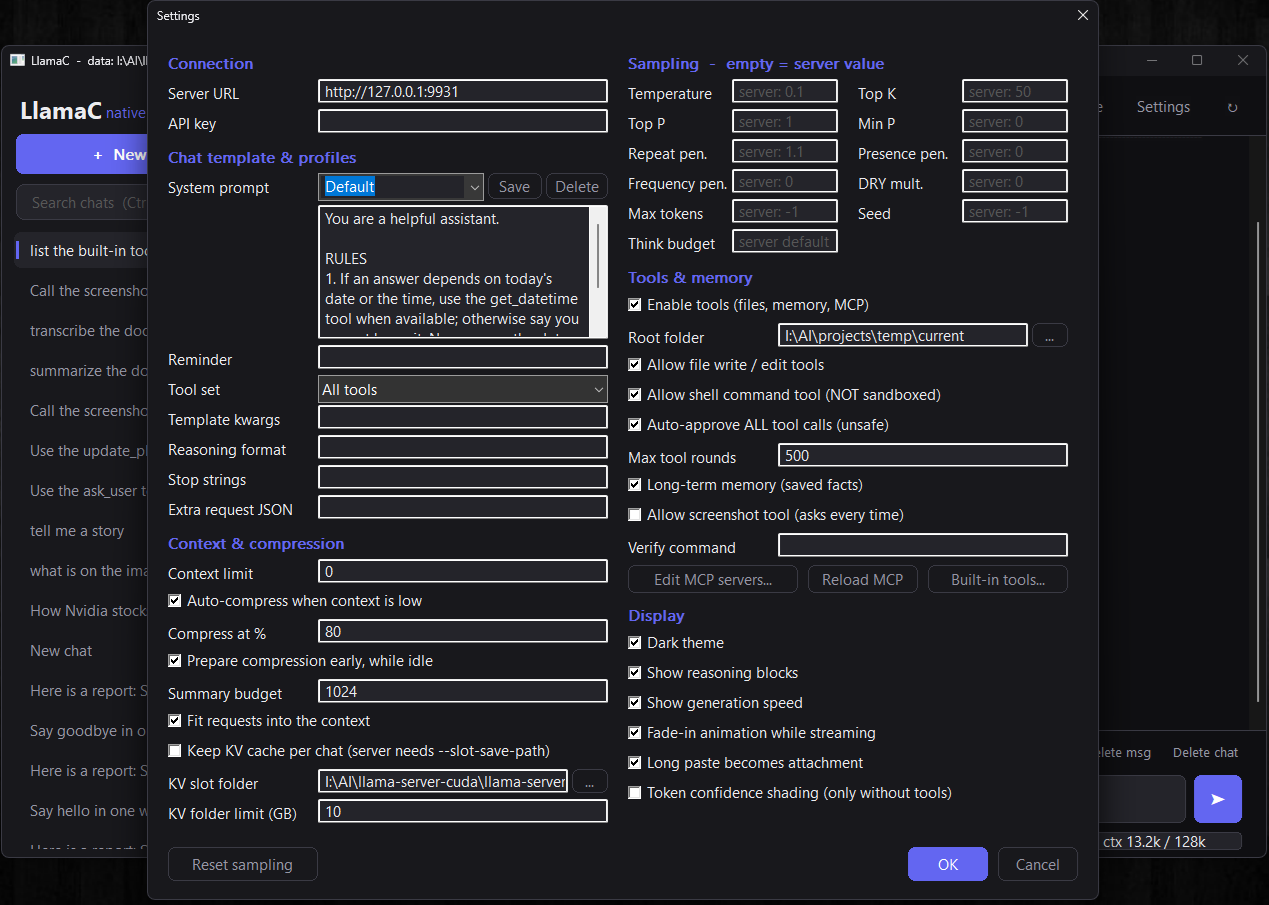 Settings
LlamaC - data: I:\AI\ll
LlamaC native
+ New
Search chats (Ctr
list the built-in too
Call the screensho
transcribe the doc
summarize the do
Call the screensho
Use the update_pl
Use the ask_user t
tell me a story
what is on the ima
How Nvidia stock
New chat
Here is a report: S
Say goodbye in o
Here is a report: S
Say hello in one w
Here is a report: S
Connection
Server URL
http://127.0.0.1:9931
API key
Chat template & profiles
System prompt
Default
Save
Delete
You are a helpful assistant.
RULES
1. If an answer depends on today's
date or the time, use the get_datetime
tool when available; otherwise say you
Reminder
Tool set
All tools
Template kwargs
Reasoning format
Stop strings
Extra request JSON
Context & compression
Context limit
0
Auto-compress when context is low
Compress at %
80
Prepare compression early, while idle
Summary budget
1024
Fit requests into the context
Keep KV cache per chat (server needs --slot-save-path)
KV slot folder
I:\AI\llama-server-cuda\llama-server
...
KV folder limit (GB)
10
Reset sampling
Sampling - empty = server value
Temperature
server: 0.1
Top K
server: 50
Top P
server: 1
Min P
server: 0
Repeat pen.
server: 1.1
Presence pen.
server: 0
Frequency pen.
server: 0
DRY mult.
server: 0
Max tokens
server: -1
Seed
server: -1
Think budget
server default
Tools & memory
Enable tools (files, memory, MCP)
Root folder
I:\AI\projects\temp\current
...
Allow file write / edit tools
Allow shell command tool (NOT sandboxed)
Auto-approve ALL tool calls (unsafe)
Max tool rounds
500
Long-term memory (saved facts)
Allow screenshot tool (asks every time)
Verify command
Edit MCP servers...
Reload MCP
Built-in tools...
Display
Dark theme
Show reasoning blocks
Show generation speed
Fade-in animation while streaming
Long paste becomes attachment
Token confidence shading (only without tools)
OK
Cancel
e
Settings
elete msg
Delete chat
ctx 13.2k / 128k